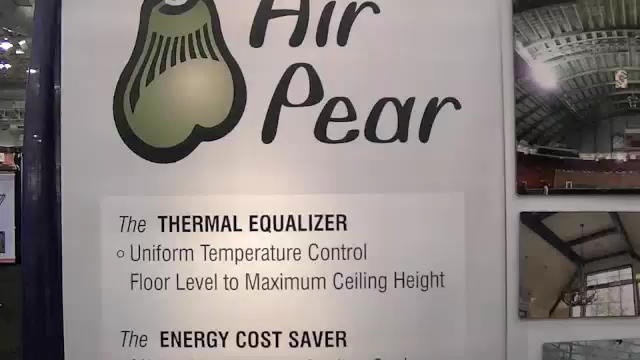 Air
Pear
The THERMAL EQUALIZER
○ Uniform Temperature Control
Floor Level to Maximum Ceiling Height
The ENERGY COST SAVER